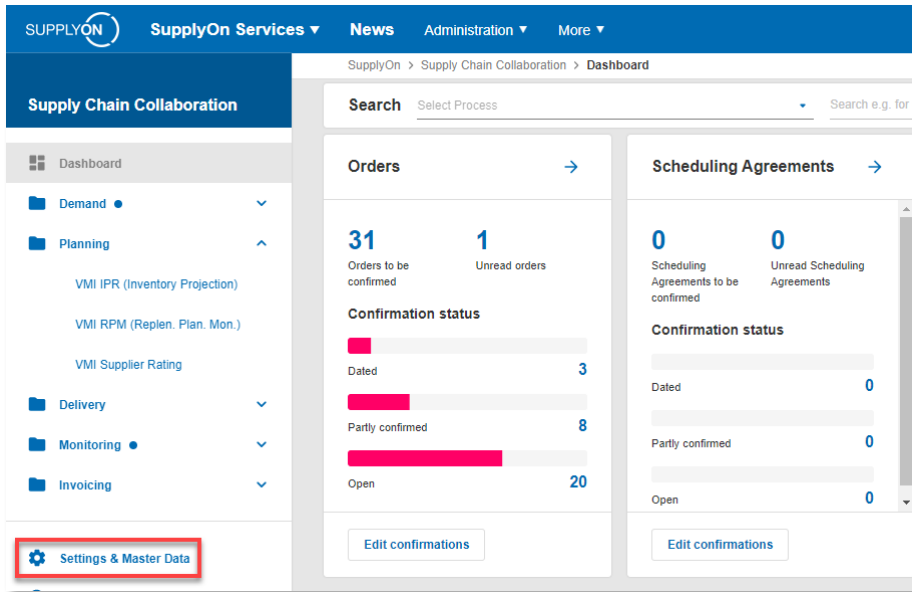 SUPPLYON
SupplyOn Services ▼
News
Administration ▼
More ▼
SupplyOn > Supply Chain Collaboration > Dashboard
Supply Chain Collaboration
Search
Select Process
Search e.g. for
Dashboard
Demand
Planning
VMI IPR (Inventory Projection)
VMI RPM (Replen. Plan. Mon.)
VMI Supplier Rating
Delivery
Monitoring
Invoicing
Settings & Master Data
Orders →
31
Orders to be
confirmed
1
Unread orders
Confirmation status
Dated 3
Partly confirmed 8
Open 20
Edit confirmations
Scheduling Agreements →
0
Scheduling
Agreements to be
confirmed
0
Unread Scheduling
Agreements
Confirmation status
Dated 0
Partly confirmed 0
Open 0
Edit confirmations